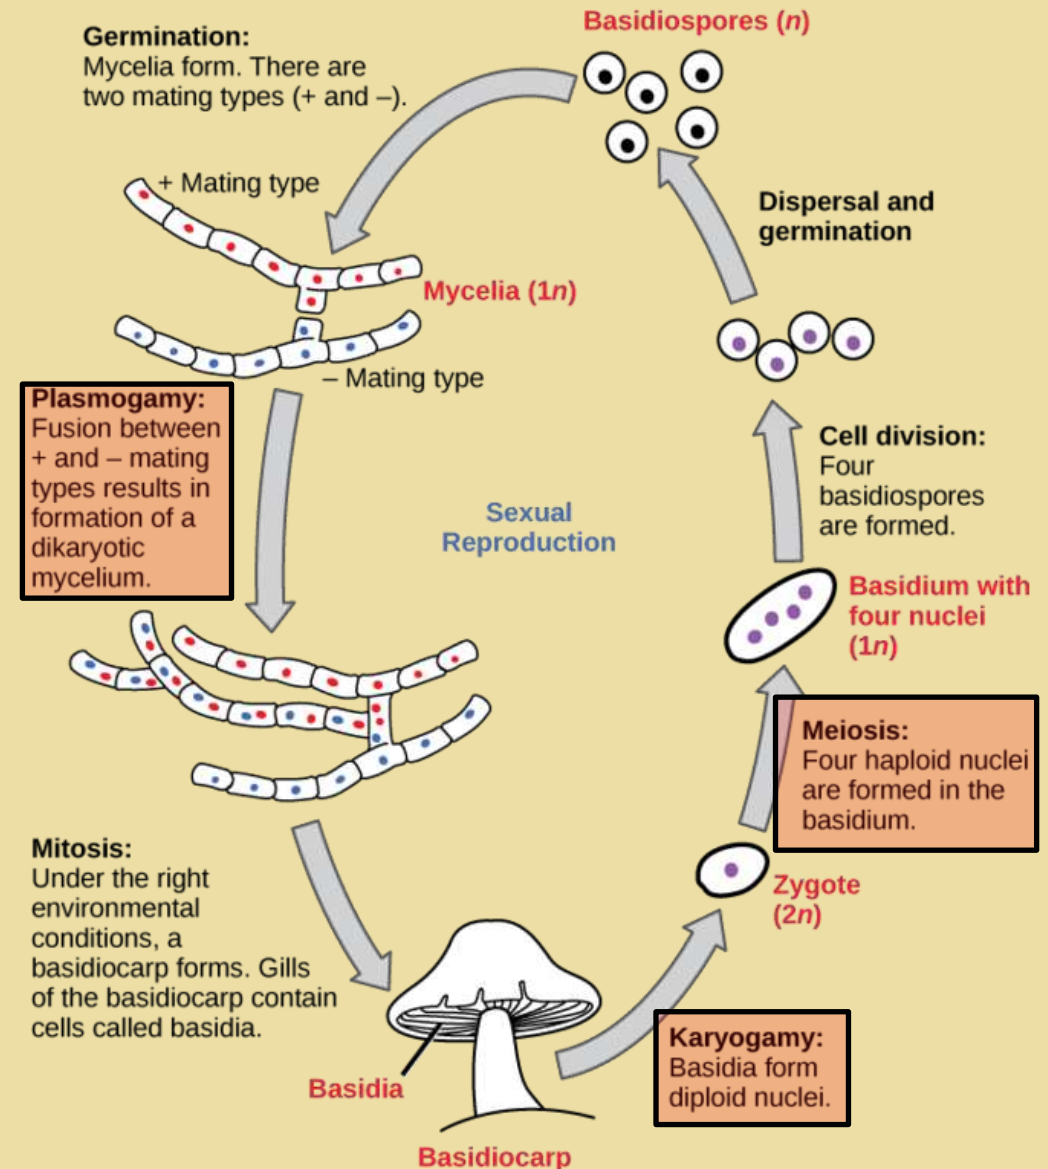 Basidiospores (n)
Germination:
Mycelia form. There are
two mating types (+ and –).
+ Mating type
Mycelia (1n)
– Mating type
Dispersal and
germination
Plasmogamy:
Fusion between
+ and – mating
types results in
formation of a
dikaryotic
mycelium.
Sexual
Reproduction
Cell division:
Four
basidiospores
are formed.
Basidium with
four nuclei
(1n)
Meiosis:
Four haploid nuclei
are formed in the
basidium.
Mitosis:
Under the right
environmental
conditions, a
basidiocarp forms. Gills
of the basidiocarp contain
cells called basidia.
Zygote
(2n)
Karyogamy:
Basidia form
diploid nuclei.
Basidia
Basidiocarp